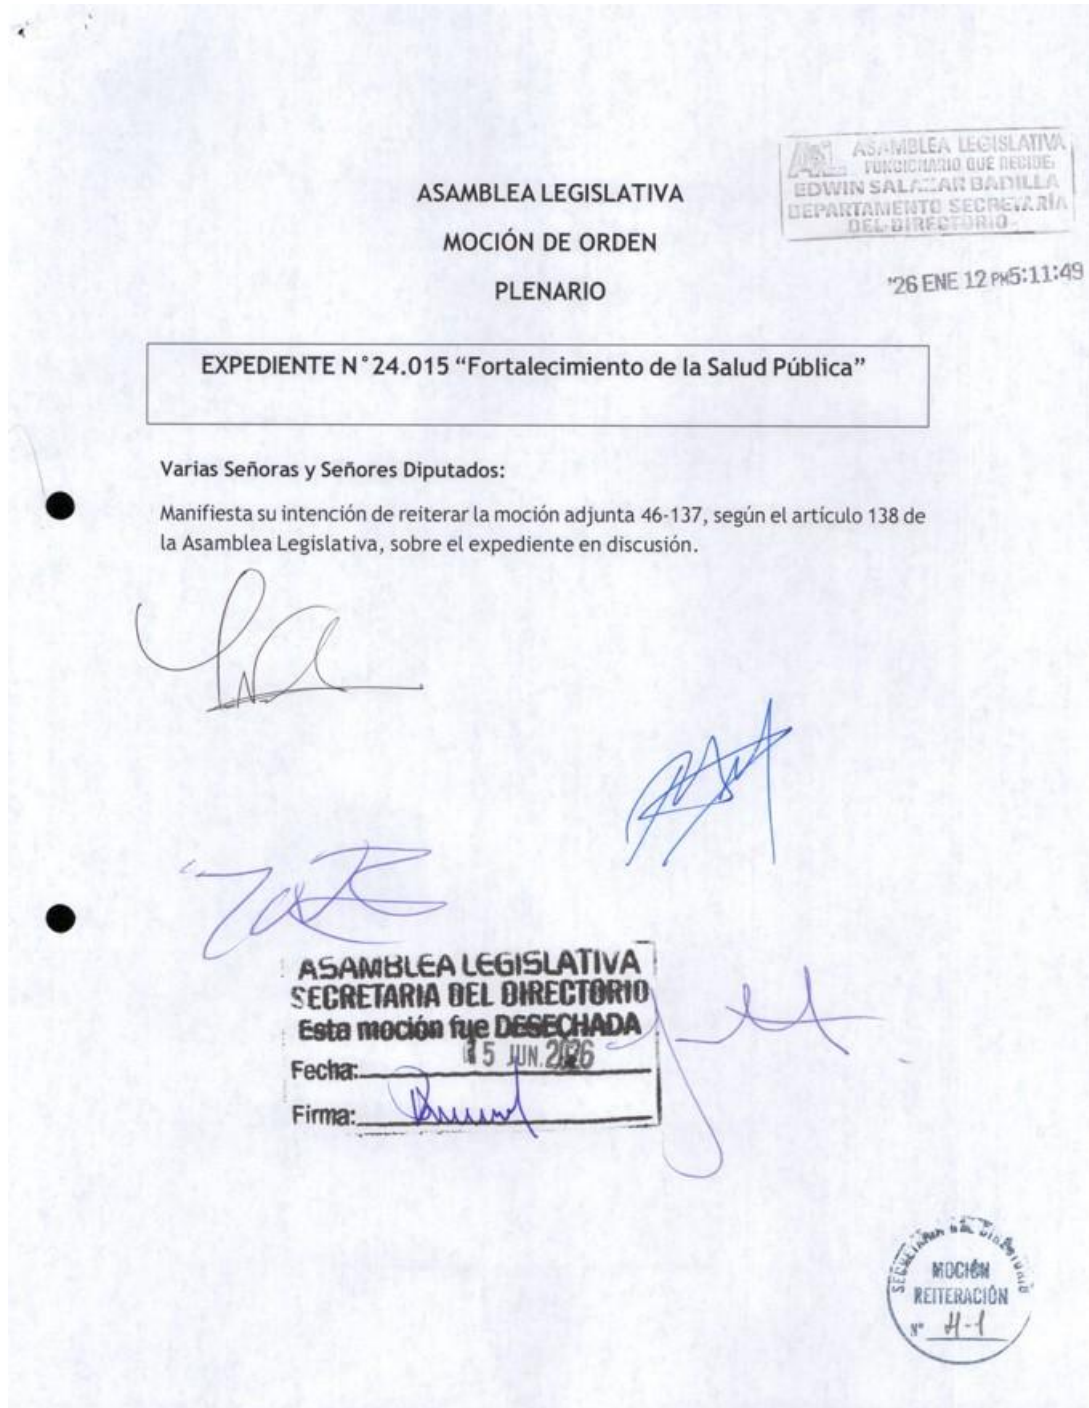 ASAMBLEA LEGISLATIVA
FUNCIONARIO QUE RECIBE:
EDWIN SALAZAR BADILLA
DEPARTAMENTO SECRETARÍA
DEL DIRECTORIO
'26 ENE 12 PM5:11:49
ASAMBLEA LEGISLATIVA
MOCIÓN DE ORDEN
PLENARIO
EXPEDIENTE N°24.015 “Fortalecimiento de la Salud Pública”
Varias Señoras y Señores Diputados:
Manifiesta su intención de reiterar la moción adjunta 46-137, según el artículo 138 de
la Asamblea Legislativa, sobre el expediente en discusión.
ASAMBLEA LEGISLATIVA
SECRETARIA DEL DIRECTORIO
Esta moción fue DESECHADA
Fecha: 15 JUN. 2026
Firma:
SECRETARIA DEL DIRECTORIO
MOCIÓN
REITERACIÓN
N°